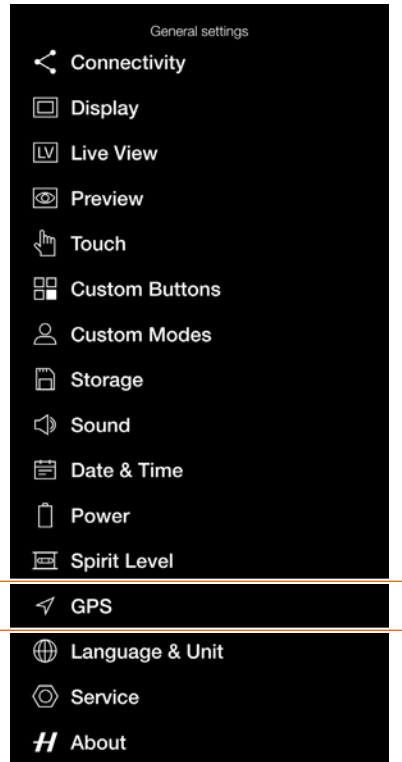 General settings
Connectivity
Display
LV Live View
Preview
Touch
Custom Buttons
Custom Modes
Storage
Sound
Date & Time
Power
Spirit Level
GPS
Language & Unit
Service
H About